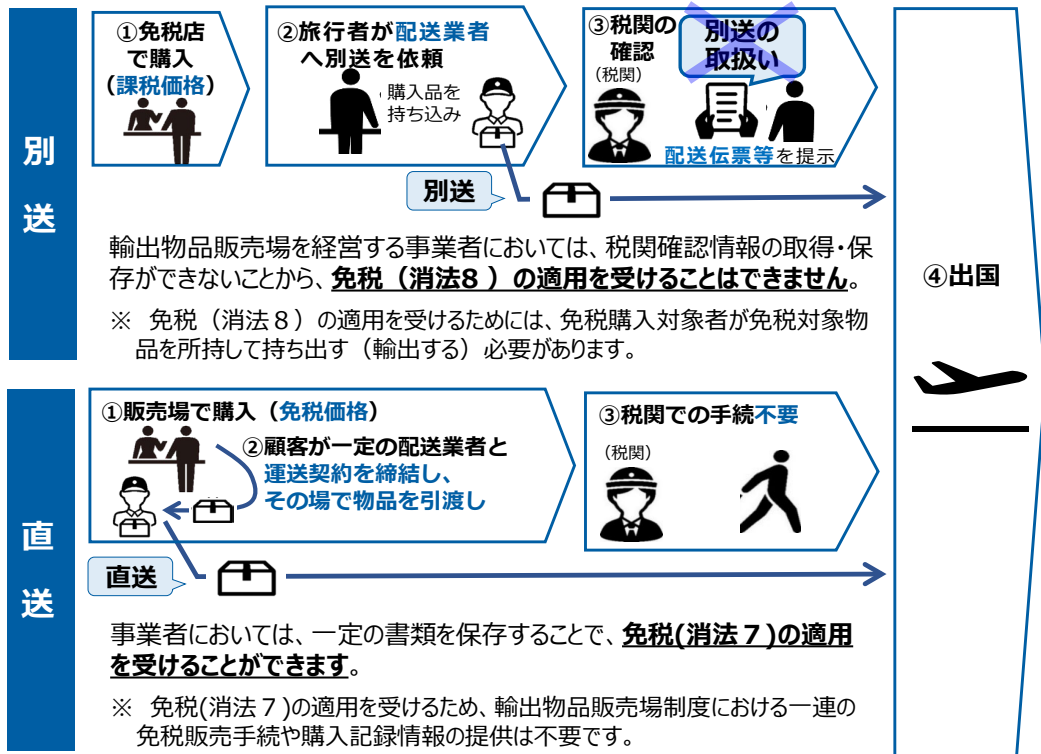 別送
①免税店
で購入
(課税価格)
②旅行者が配送業者
へ別送を依頼
購入品を
持ち込み
③税関の
確認
(税関)
別送の
取扱い
配送伝票等を提示
別送
輸出物品販売場を経営する事業者においては、税関確認情報の取得・保
存ができないことから、免税（消法8 ）の適用を受けることはできません。
※ 免税（消法８）の適用を受けるためには、免税購入対象者が免税対象物
品を所持して持ち出す（輸出する）必要があります。
④出国
直送
①販売場で購入（免税価格）
②顧客が一定の配送業者と
運送契約を締結し、
その場で物品を引渡し
③税関での手続不要
(税関)
直送
事業者においては、一定の書類を保存することで、免税(消法７)の適用
を受けることができます。
※ 免税(消法７)の適用を受けるため、輸出物品販売場制度における一連の
免税販売手続や購入記録情報の提供は不要です。